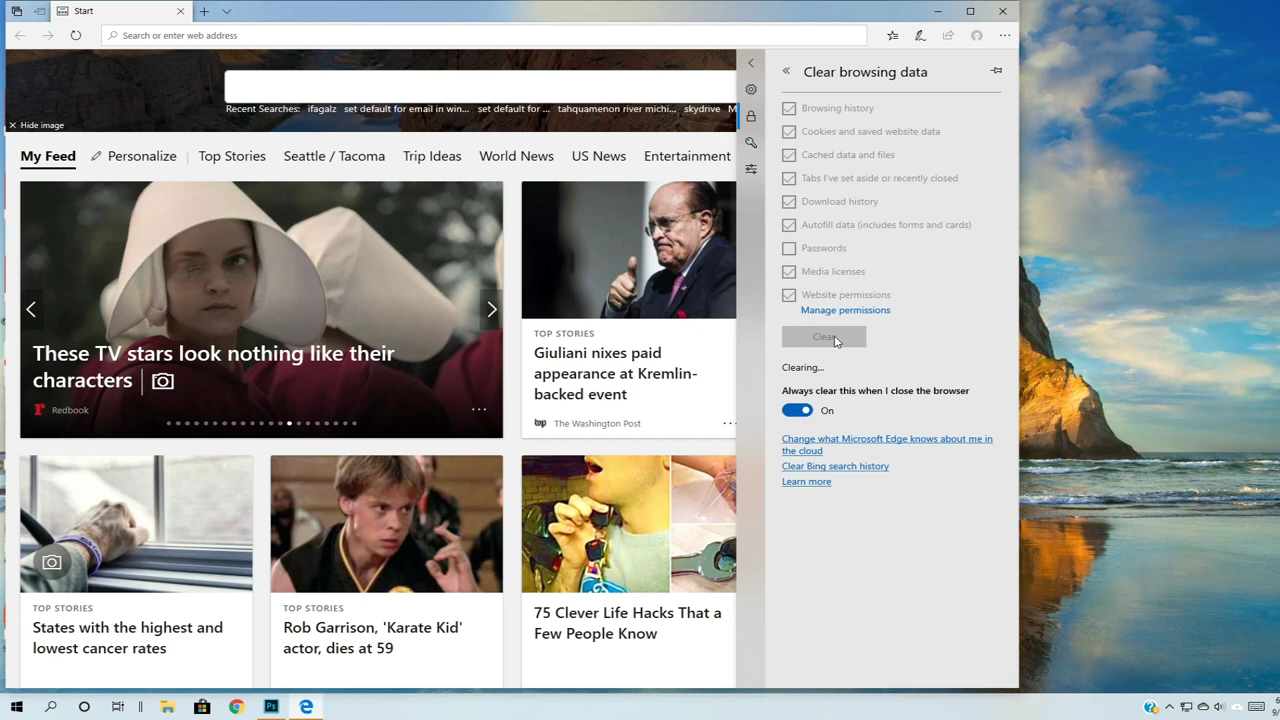 Start
Search or enter web address
Recent Searches: ifagalz set default for email in win... set default for ... tahquamenon river michi... skydrive M
Hide image
My Feed Personalize Top Stories Seattle / Tacoma Trip Ideas World News US News Entertainment
These TV stars look nothing like their
characters
Redbook
TOP STORIES
Giuliani nixes paid
appearance at Kremlin-
backed event
wp The Washington Post
TOP STORIES
States with the highest and
lowest cancer rates
TOP STORIES
Rob Garrison, 'Karate Kid'
actor, dies at 59
75 Clever Life Hacks That a
Few People Know
Clear browsing data
Browsing history
Cookies and saved website data
Cached data and files
Tabs I've set aside or recently closed
Download history
Autofill data (includes forms and cards)
Passwords
Media licenses
Website permissions
Manage permissions
Clear
Clearing...
Always clear this when I close the browser
On
Change what Microsoft Edge knows about me in
the cloud
Clear Bing search history
Learn more
Ps
6
9/